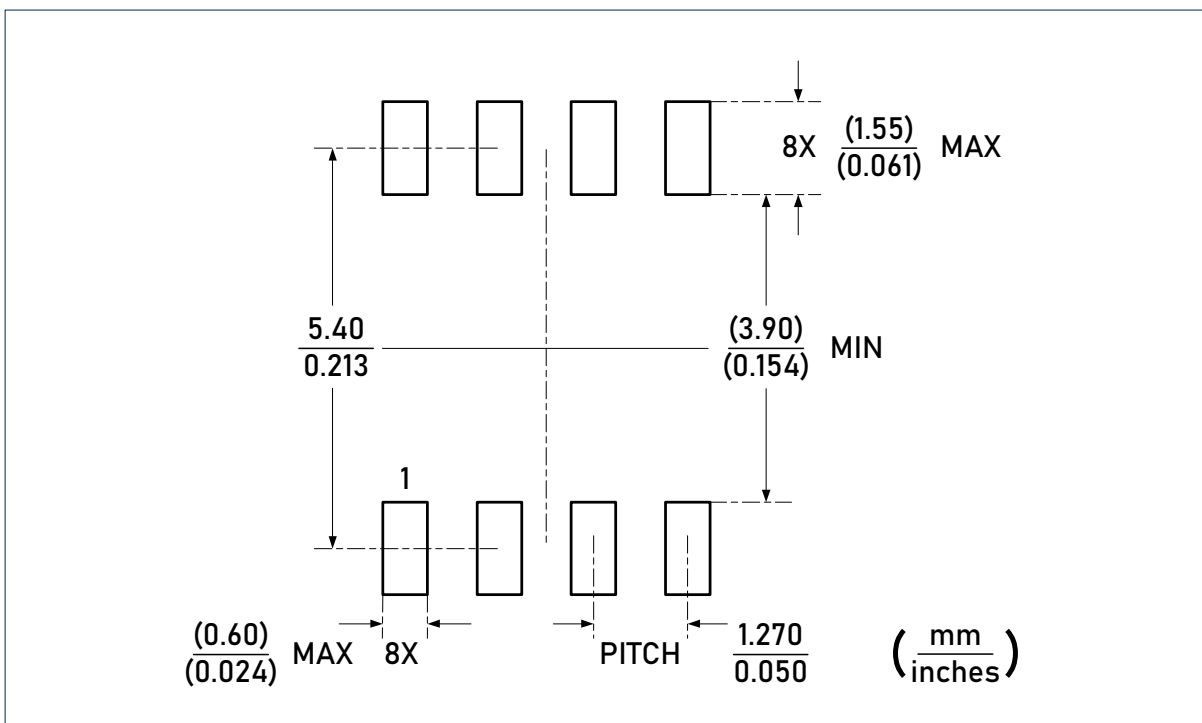 8X (1.55) MAX
(0.061)
5.40
0.213
(3.90) MIN
(0.154)
1
(0.60) MAX 8X
(0.024)
PITCH 1.270
0.050
(mm
inches)